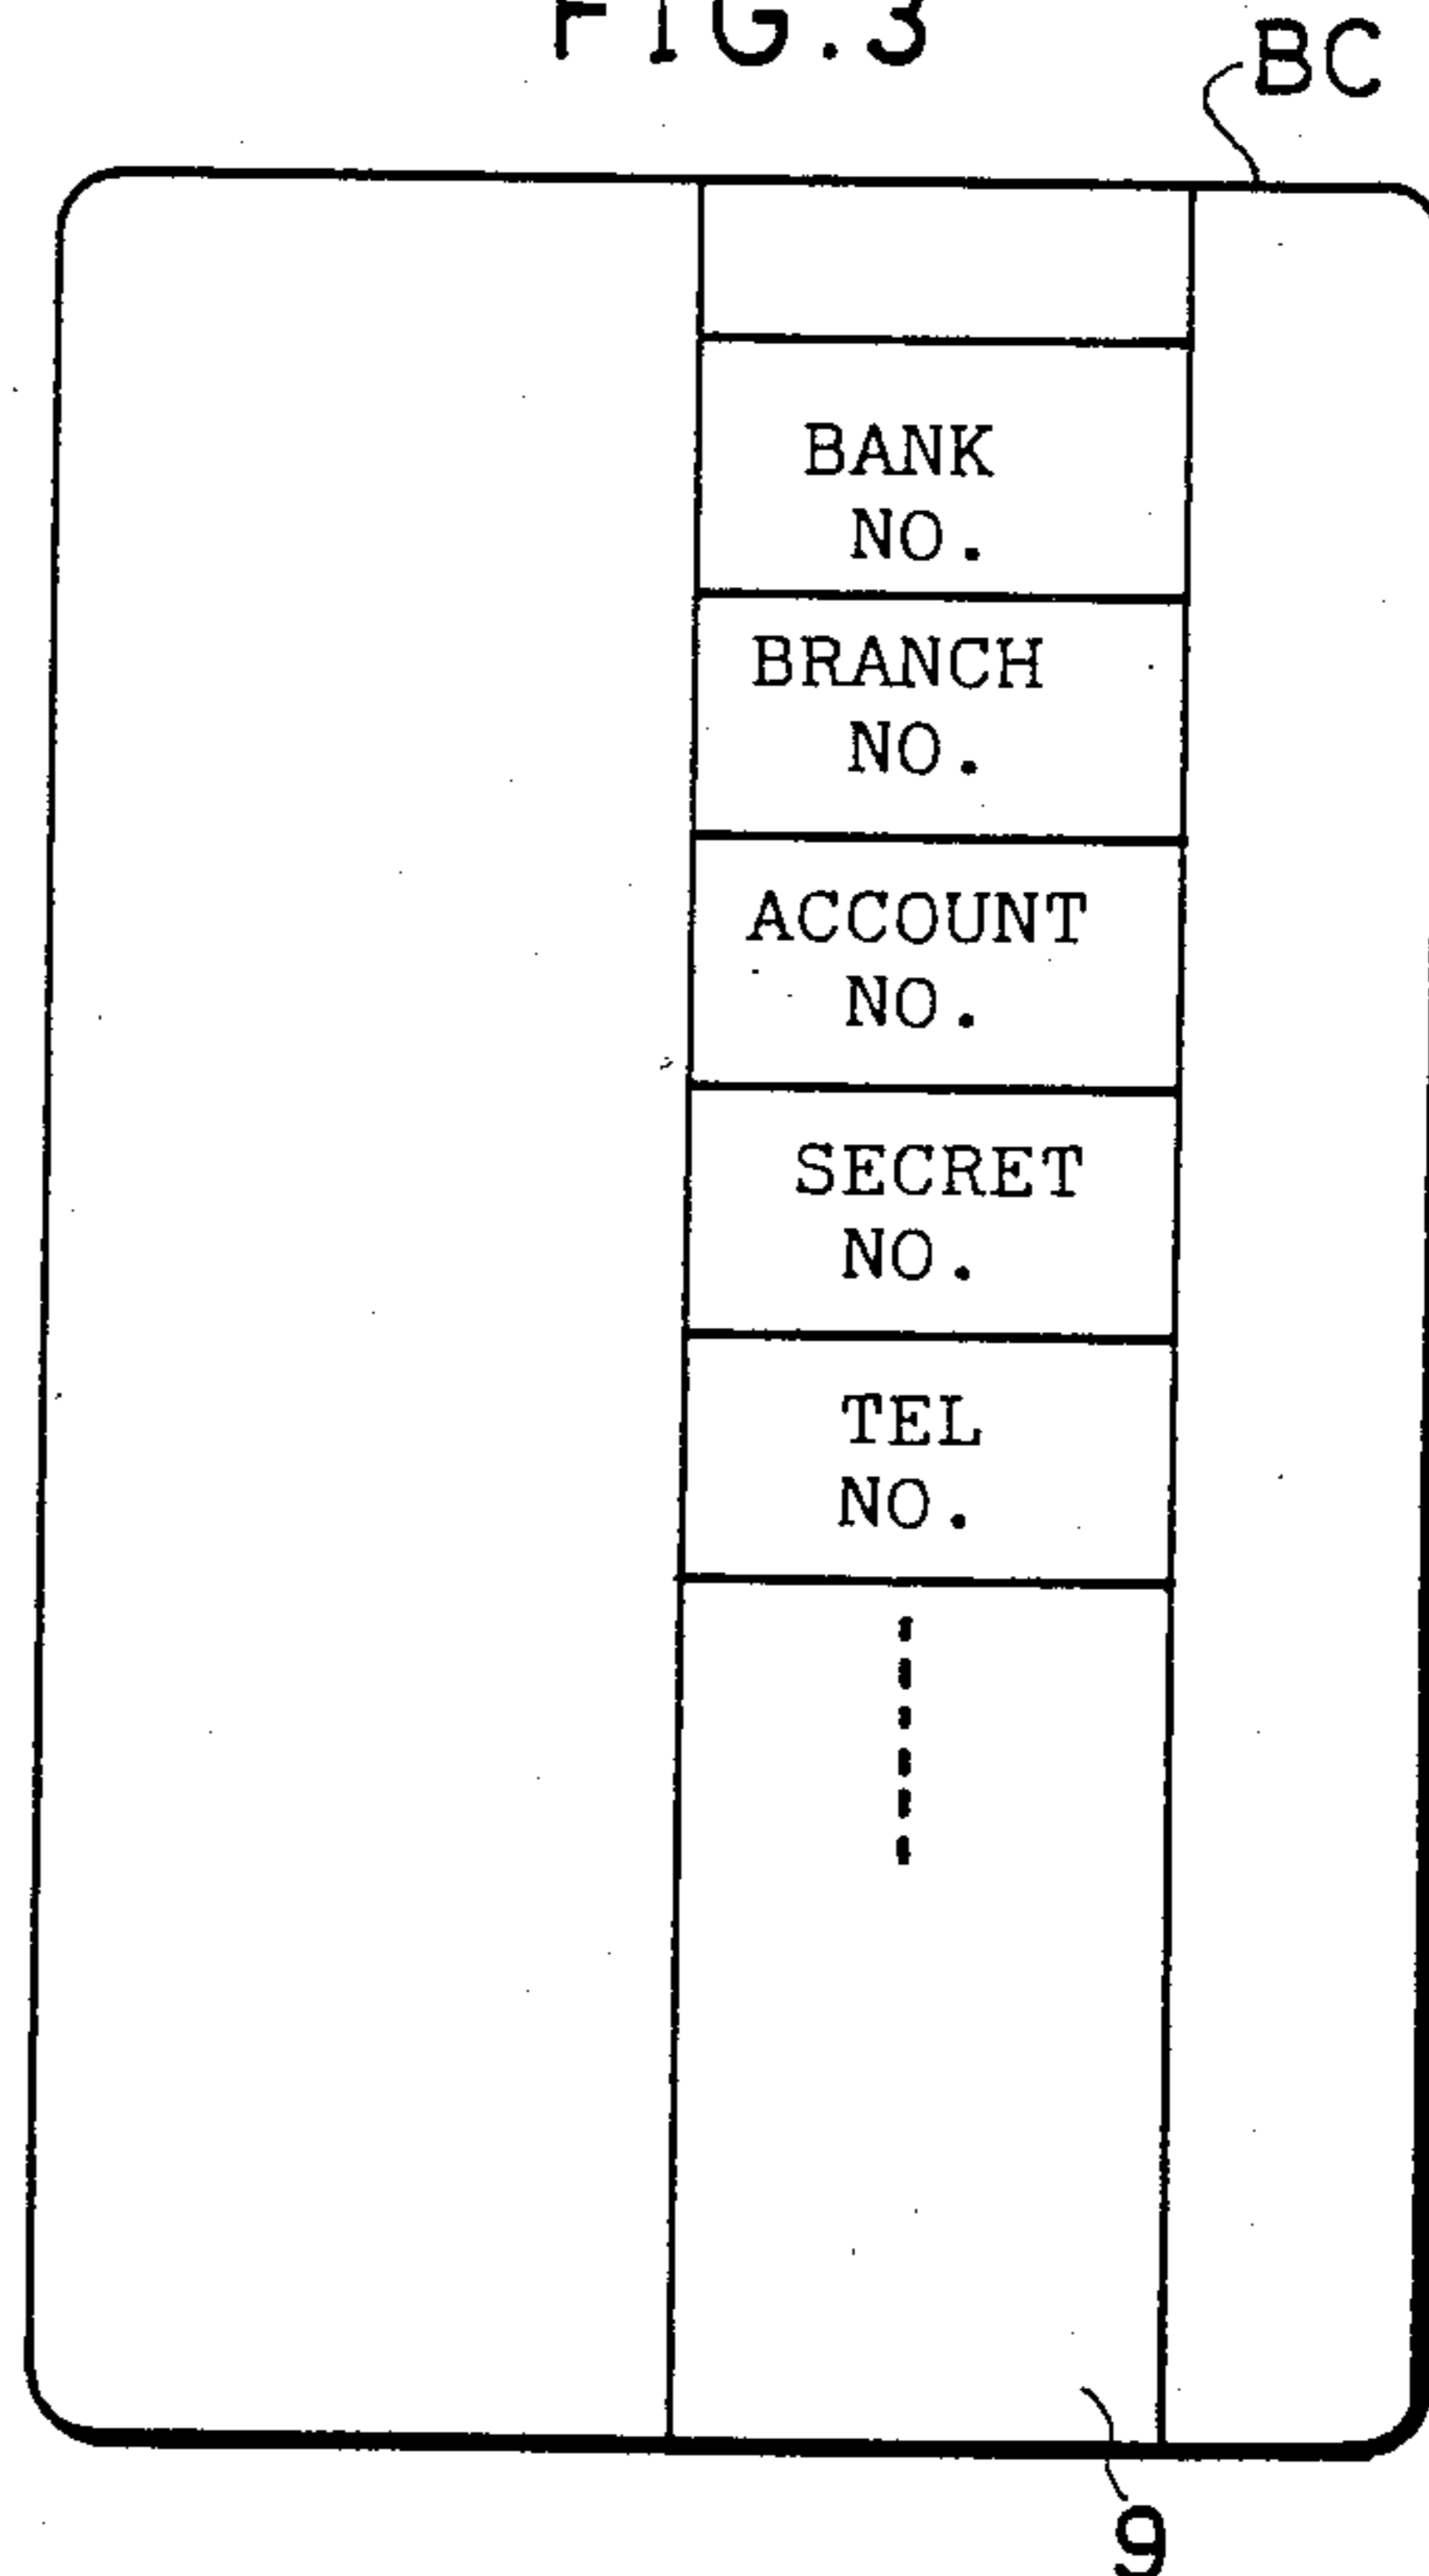 FIG.3
BC
BANK
NO.
BRANCH
NO.
ACCOUNT
NO.
SECRET
NO.
TEL
NO.
9